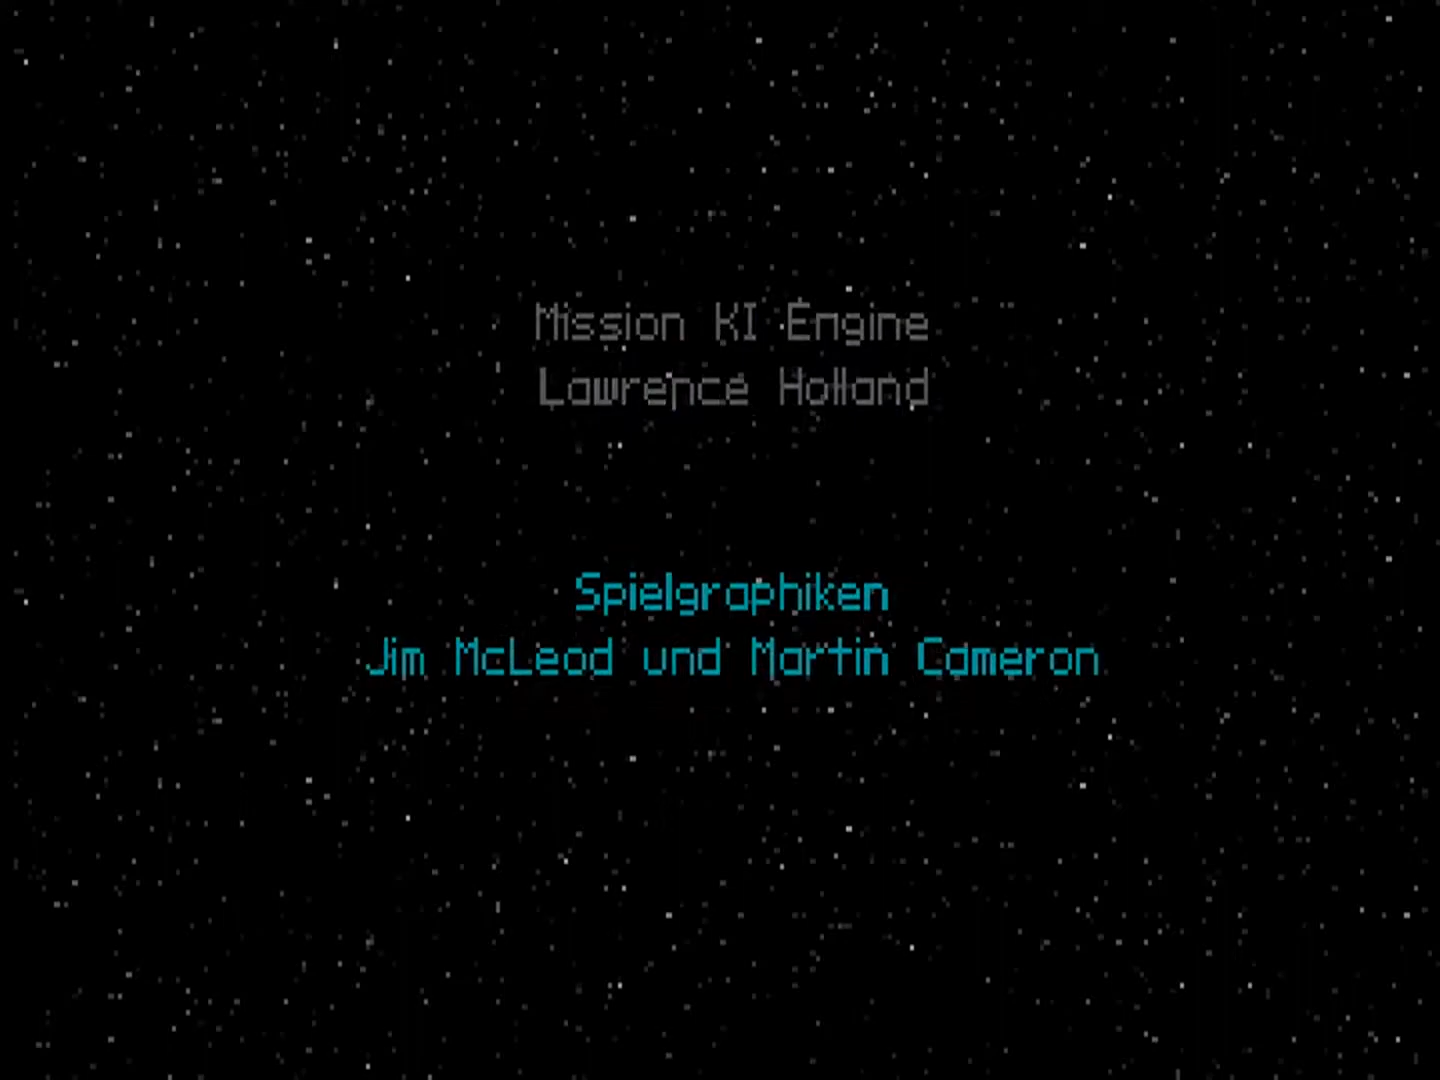 Mission KI Engine
Lawrence Holland
Spielgraphiken
Jim McLeod und Martin Cameron